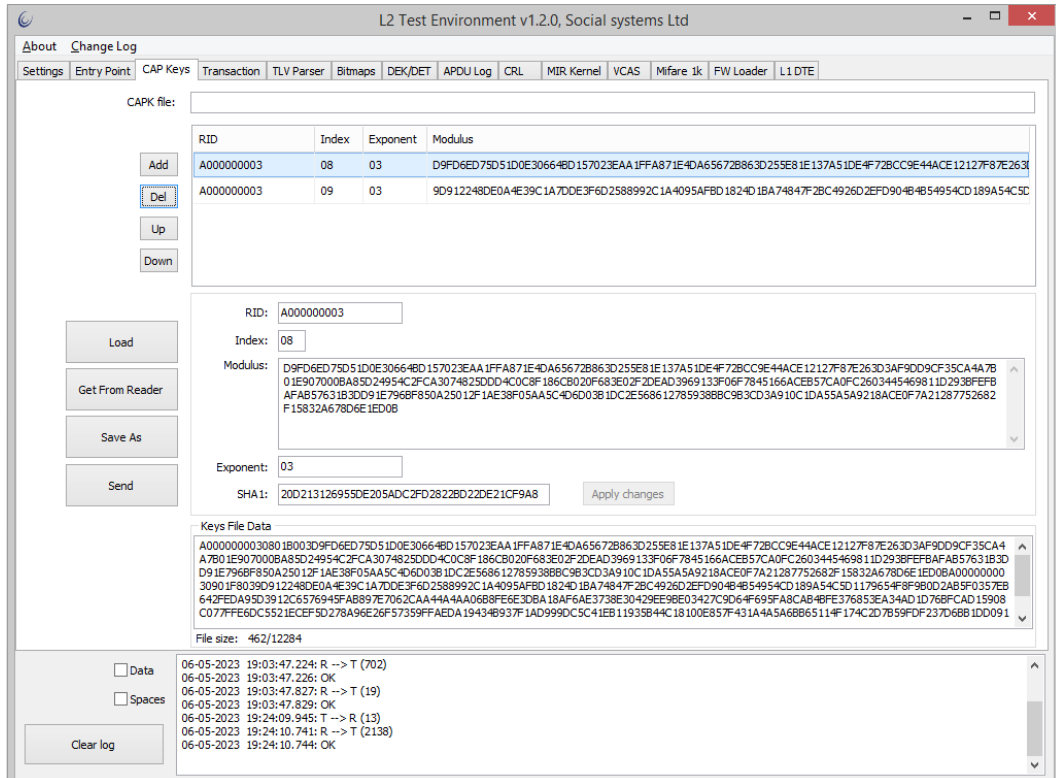 L2 Test Environment v1.2.0, Social systems Ltd
About Change Log
Settings Entry Point CAP Keys Transaction TLV Parser Bitmaps DEK/DET APDU Log CRL MIR Kernel VCAS Mifare 1k FW Loader L1 DTE
CAPK file:
RID Index Exponent Modulus
Add A000000003 08 03 D9FD6ED75D51D0E30664BD157023EAA1FFA871E4DA65672B863D255E81E137A51DE4F72BCC9E44ACE12127F87E263D
Del A000000003 09 03 9D912248DE0A4E39C1A7DDE3F6D2588992C1A4095AFBD1824D1BA74847F2BC4926D2EFD904B4B54954CD189A54C5D
Up
Down
RID: A000000003
Load Index: 08
Modulus: D9FD6ED75D51D0E30664BD157023EAA1FFA871E4DA65672B863D255E81E137A51DE4F72BCC9E44ACE12127F87E263D3AF9DD9CF35CA4A7B
01E907000BA85D24954C2FCA3074825DDD4C0C8F186CB020F683E02F2DEAD3969133F06F7845166ACEB57CA0FC2603445469811D293BFEFB
AFAB57631B3DD91E796BF850A25012F1AE38F05AA5C4D6D03B1DC2E568612785938BBC9B3CD3A910C1DA55A5A9218ACE0F7A21287752682
F15832A678D6E1ED0B
Get From Reader
Save As
Exponent: 03
Send
SHA1: 20D213126955DE205ADC2FD2822BD22DE21CF9A8 Apply changes
Keys File Data
A0000000030801B003D9FD6ED75D51D0E30664BD157023EAA1FFA871E4DA65672B863D255E81E137A51DE4F72BCC9E44ACE12127F87E263D3AF9DD9CF35CA4
A7B01E907000BA85D24954C2FCA3074825DDD4C0C8F186CB020F683E02F2DEAD3969133F06F7845166ACEB57CA0FC2603445469811D293BFEFBAFAB57631B3D
D91E796BF850A25012F1AE38F05AA5C4D6D03B1DC2E568612785938BBC9B3CD3A910C1DA55A5A9218ACE0F7A21287752682F15832A678D6E1ED0BA00000000
30901F8039D912248DE0A4E39C1A7DDE3F6D2588992C1A4095AFBD1824D1BA74847F2BC4926D2EFD904B4B54954CD189A54C5D1179654F8F9B0D2AB5F0357EB
642FEDA95D3912C6576945FAB897E7062CAA44A4AA06B8FE6E3DBA18AF6AE3738E30429EE9BE03427C9D64F695FA8CAB4BFE376853EA34AD1D76BFCAD15908
C077FFE6DC5521ECEF5D278A96E26F57359FFAEDA19434B937F1AD999DC5C41EB11935B44C18100E857F431A4A5A6BB65114F174C2D7B59FDF237D6BB1DD091
File size: 462/12284
Data
Spaces
Clear log
06-05-2023 19:03:47.224: R --> T (702)
06-05-2023 19:03:47.226: OK
06-05-2023 19:03:47.827: R --> T (19)
06-05-2023 19:03:47.829: OK
06-05-2023 19:24:09.945: T --> R (13)
06-05-2023 19:24:10.741: R --> T (2138)
06-05-2023 19:24:10.744: OK